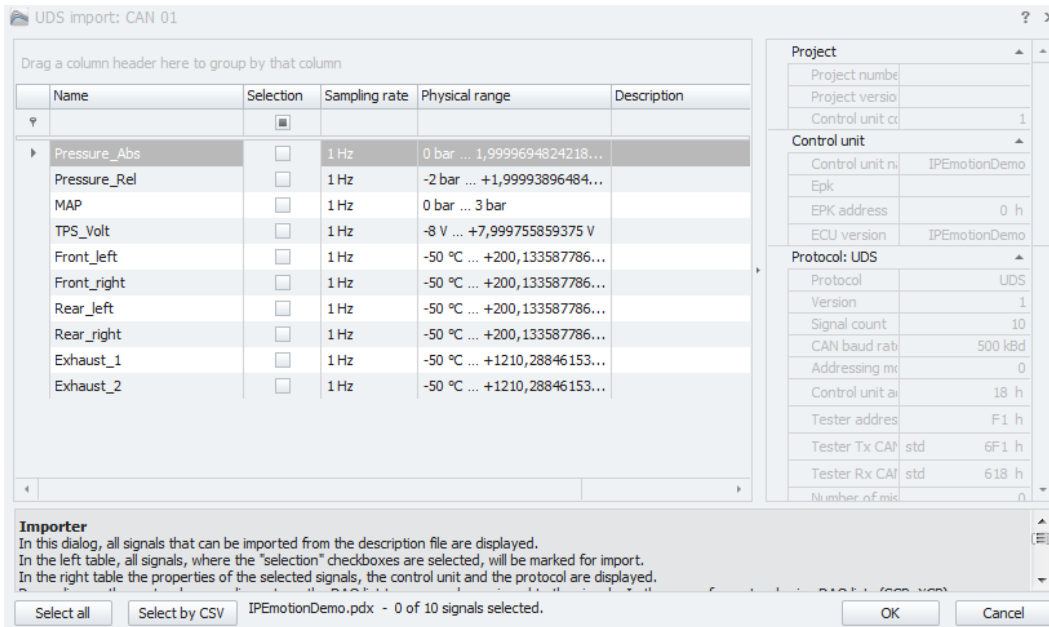 UDS import: CAN 01
?
Drag a column header here to group by that column
Name Selection Sampling rate Physical range Description
Pressure_Abs 1 Hz 0 bar ... 1,9999694824218...
Pressure_Rel 1 Hz -2 bar ... +1,99993896484...
MAP 1 Hz 0 bar ... 3 bar
TPS_Volt 1 Hz -8 V ... +7,999755859375 V
Front_left 1 Hz -50 °C ... +200,133587786...
Front_right 1 Hz -50 °C ... +200,133587786...
Rear_left 1 Hz -50 °C ... +200,133587786...
Rear_right 1 Hz -50 °C ... +200,133587786...
Exhaust_1 1 Hz -50 °C ... +1210,28846153...
Exhaust_2 1 Hz -50 °C ... +1210,28846153...
Project
Project numbe
Project versio
Control unit co 1
Control unit
Control unit na IPEmotionDemo
Epk
EPK address 0 h
ECU version IPEmotionDemo
Protocol: UDS
Protocol UDS
Version 1
Signal count 10
CAN baud rate 500 kBd
Addressing mo 0
Control unit ad 18 h
Tester addres F1 h
Tester Tx CAN std 6F1 h
Tester Rx CAN std 618 h
Number of mis 0
Importer
In this dialog, all signals that can be imported from the description file are displayed.
In the left table, all signals, where the "selection" checkboxes are selected, will be marked for import.
In the right table the properties of the selected signals, the control unit and the protocol are displayed.
Select all Select by CSV IPEmotionDemo.pdx - 0 of 10 signals selected. OK Cancel